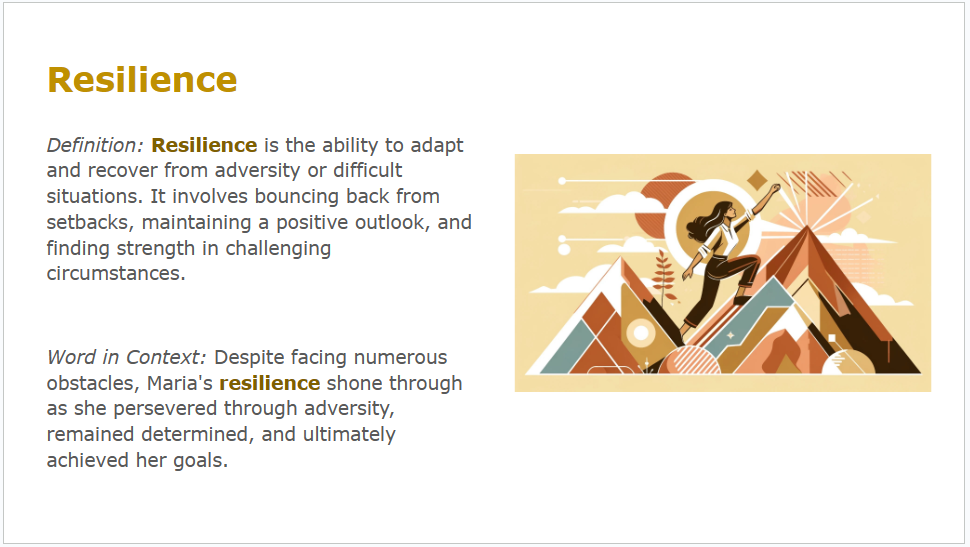 Resilience
Definition: Resilience is the ability to adapt
and recover from adversity or difficult
situations. It involves bouncing back from
setbacks, maintaining a positive outlook, and
finding strength in challenging
circumstances.
Word in Context: Despite facing numerous
obstacles, Maria's resilience shone through
as she persevered through adversity,
remained determined, and ultimately
achieved her goals.